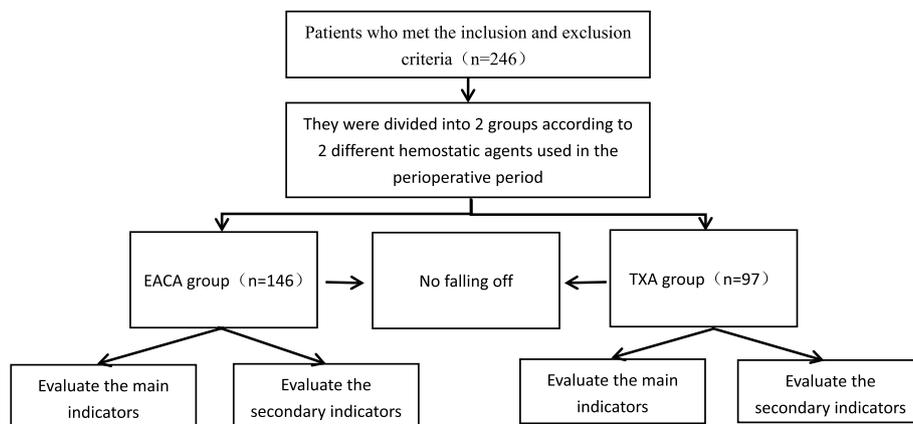 Patients who met the inclusion and exclusion
criteria（n=246）
They were divided into 2 groups according to
2 different hemostatic agents used in the
perioperative period
EACA group（n=146）
No falling off
TXA group（n=97）
Evaluate the main
indicators
Evaluate the
secondary indicators
Evaluate the main
indicators
Evaluate the
secondary indicators